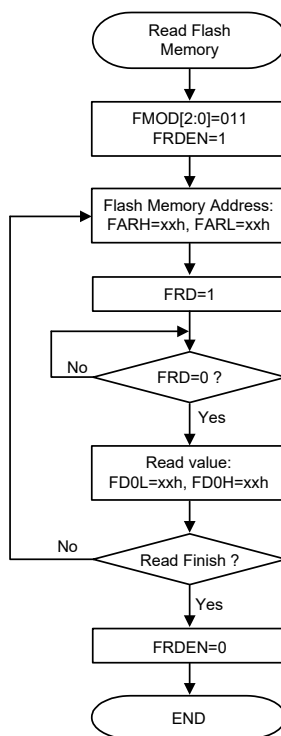 Read Flash
Memory
FMOD[2:0]=011
FRDEN=1
Flash Memory Address:
FARH=xxh, FARL=xxh
FRD=1
No
FRD=0 ?
Yes
Read value:
FD0L=xxh, FD0H=xxh
No
Read Finish ?
Yes
FRDEN=0
END